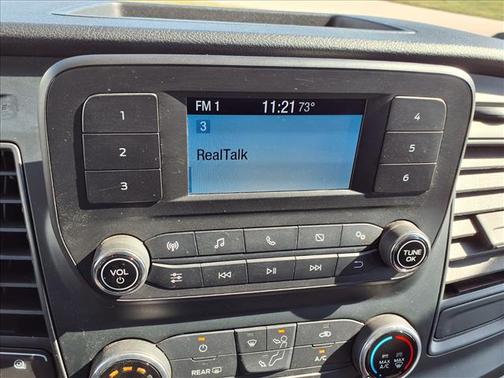 FM 1 11:21 73°
3
RealTalk
1
2
3
4
5
6
VOL
TUNE
OK
REAR
A/C
MAX
A/C
MAX